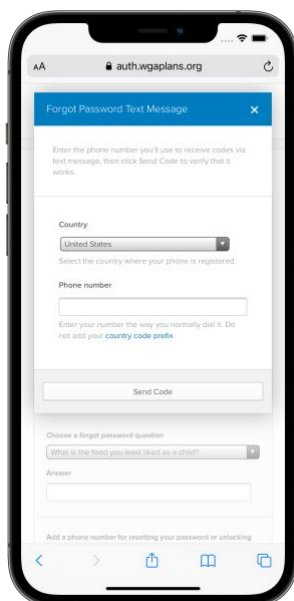 AA auth.wgaplans.org
Forgot Password Text Message
Enter the phone number you'll use to receive codes via
text message, then click Send Code to verify that it
works.
Country
United States
Select the country where your phone is registered.
Phone number
Enter your number the way you normally dial it. Do
not add your country code prefix.
Send Code
Choose a forgot password question
What is the food you least liked as a child?
Answer
Add a phone number for resetting your password or unlocking